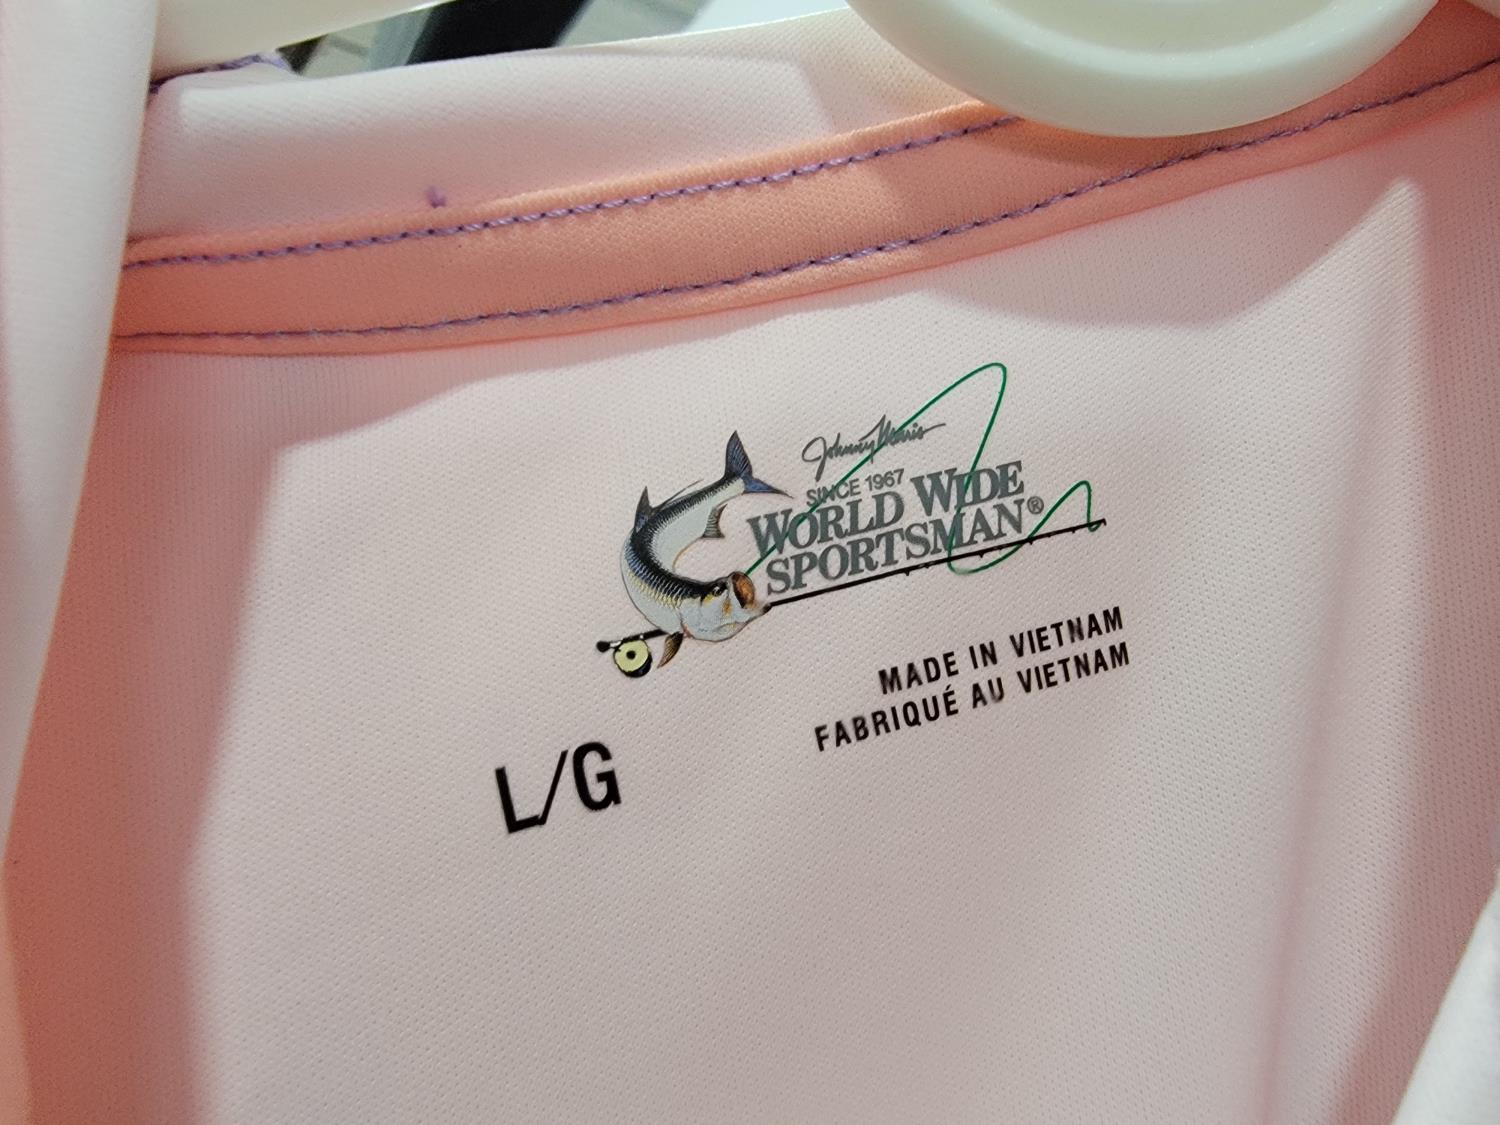 Johnny Morris
SINCE 1967
WORLD WIDE
SPORTSMAN®
MADE IN VIETNAM
FABRIQUÉ AU VIETNAM
L/G